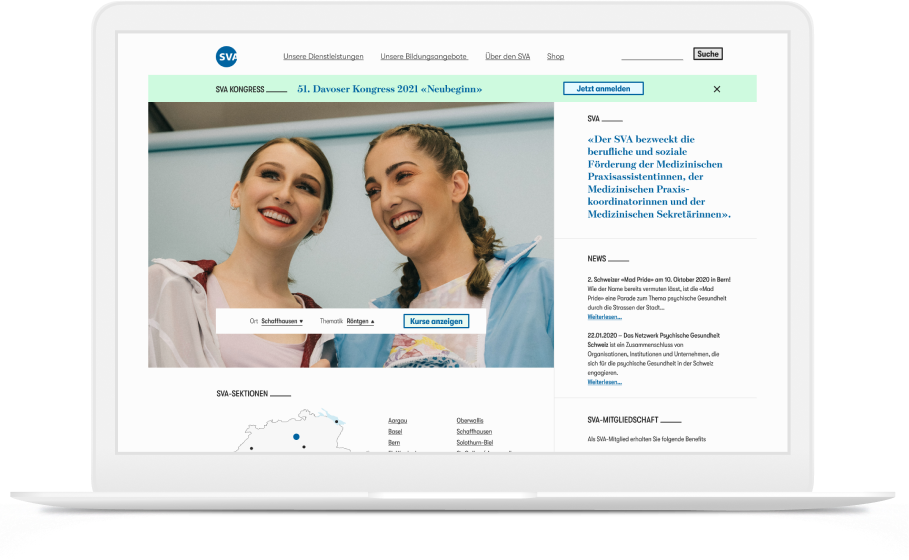 SVA
Unsere Dienstleistungen Unsere Bildungsangebote Über den SVA Shop Suche
SVA KONGRESS 51. Davoser Kongress 2021 «Neubeginn» Jetzt anmelden
SVA
«Der SVA bezweckt die
berufliche und soziale
Förderung der Medizinischen
Praxisassistentinnen, der
Medizinischen Praxis-
koordinatorinnen und der
Medizinischen Sekretärinnen».
NEWS
2. Schweizer «Mad Pride» am 10. Oktober 2020 in Bern!
Wie der Name bereits vermuten lässt, ist die «Mad
Pride» eine Parade zum Thema psychische Gesundheit
durch die Strassen der Stadt...
Weiterlesen...
22.01.2020 – Das Netzwerk Psychische Gesundheit
Schweiz ist ein Zusammenschluss von
Organisationen, Institutionen und Unternehmen, die
sich für die psychische Gesundheit in der Schweiz
engagieren.
Weiterlesen...
Ort Schaffhausen Thematik Röntgen Kurse anzeigen
SVA-SEKTIONEN
Aargau Oberwallis
Basel Schaffhausen
Bern Solothurn-Biel
SVA-MITGLIEDSCHAFT
Als SVA-Mitglied erhalten Sie folgende Benefits